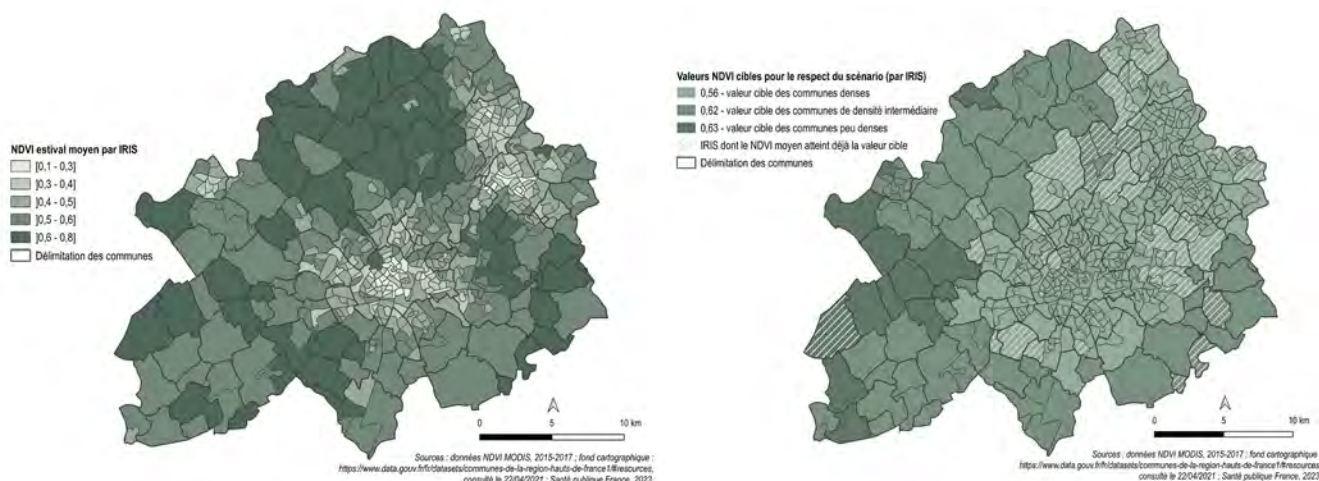 NDVI estival moyen par IRIS
]0,1 - 0,3]
]0,3 - 0,4]
]0,4 - 0,5]
]0,5 - 0,6]
]0,6 - 0,8]
Délimitation des communes
0
5
10 km
Sources : données NDVI MODIS, 2015-2017 ; fond cartographique :
https://www.data.gouv.fr/fr/datasets/communes-de-la-region-hauts-de-france1/#resources,
consulté le 22/04/2021 ; Santé publique France, 2023
Valeurs NDVI cibles pour le respect du scénario (par IRIS)
0,56 - valeur cible des communes denses
0,62 - valeur cible des communes de densité intermédiaire
0,63 - valeur cible des communes peu denses
IRIS dont le NDVI moyen atteint déjà la valeur cible
Délimitation des communes
0
5
10 km
Sources : données NDVI MODIS, 2015-2017 ; fond cartographique
https://www.data.gouv.fr/fr/datasets/communes-de-la-region-hauts-de-france1/#resources,
consulté le 22/04/2021 ; Santé publique France, 2023